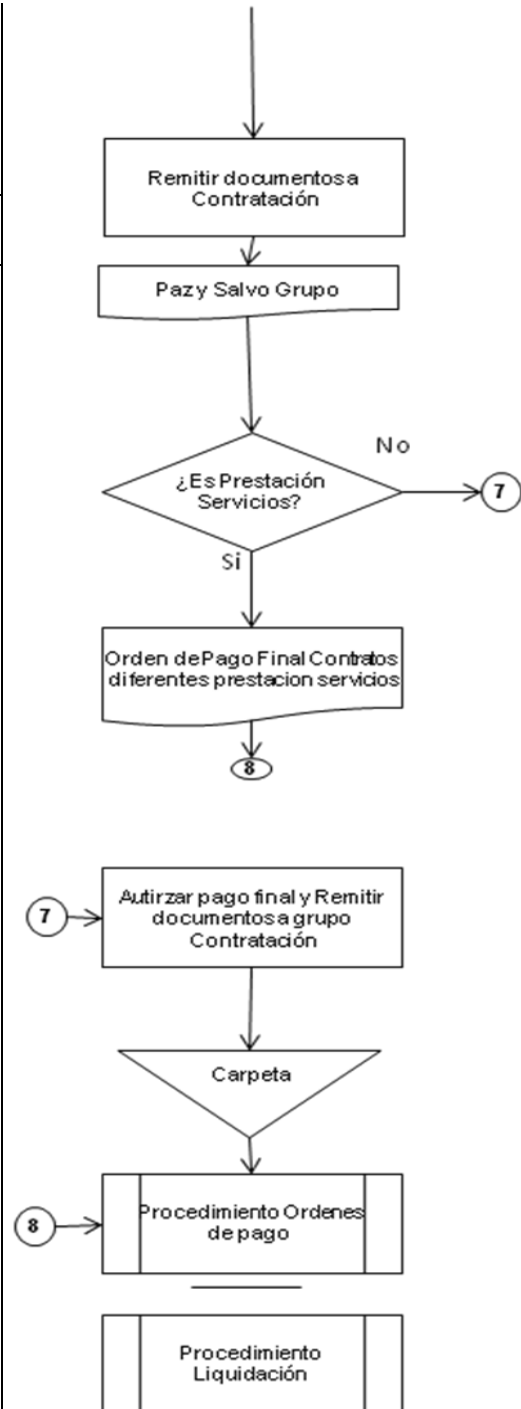 Remitir documentos a
Contratación
Paz y Salvo Grupo
No
¿Es Prestación
Servicios?
7
Si
Orden de Pago Final Contratos
diferentes prestacion servicios
8
7
Autirzar pago final y Remitir
documentos a grupo
Contratación
Carpeta
8
Procedimiento Ordenes
de pago
Procedimiento
Liquidación